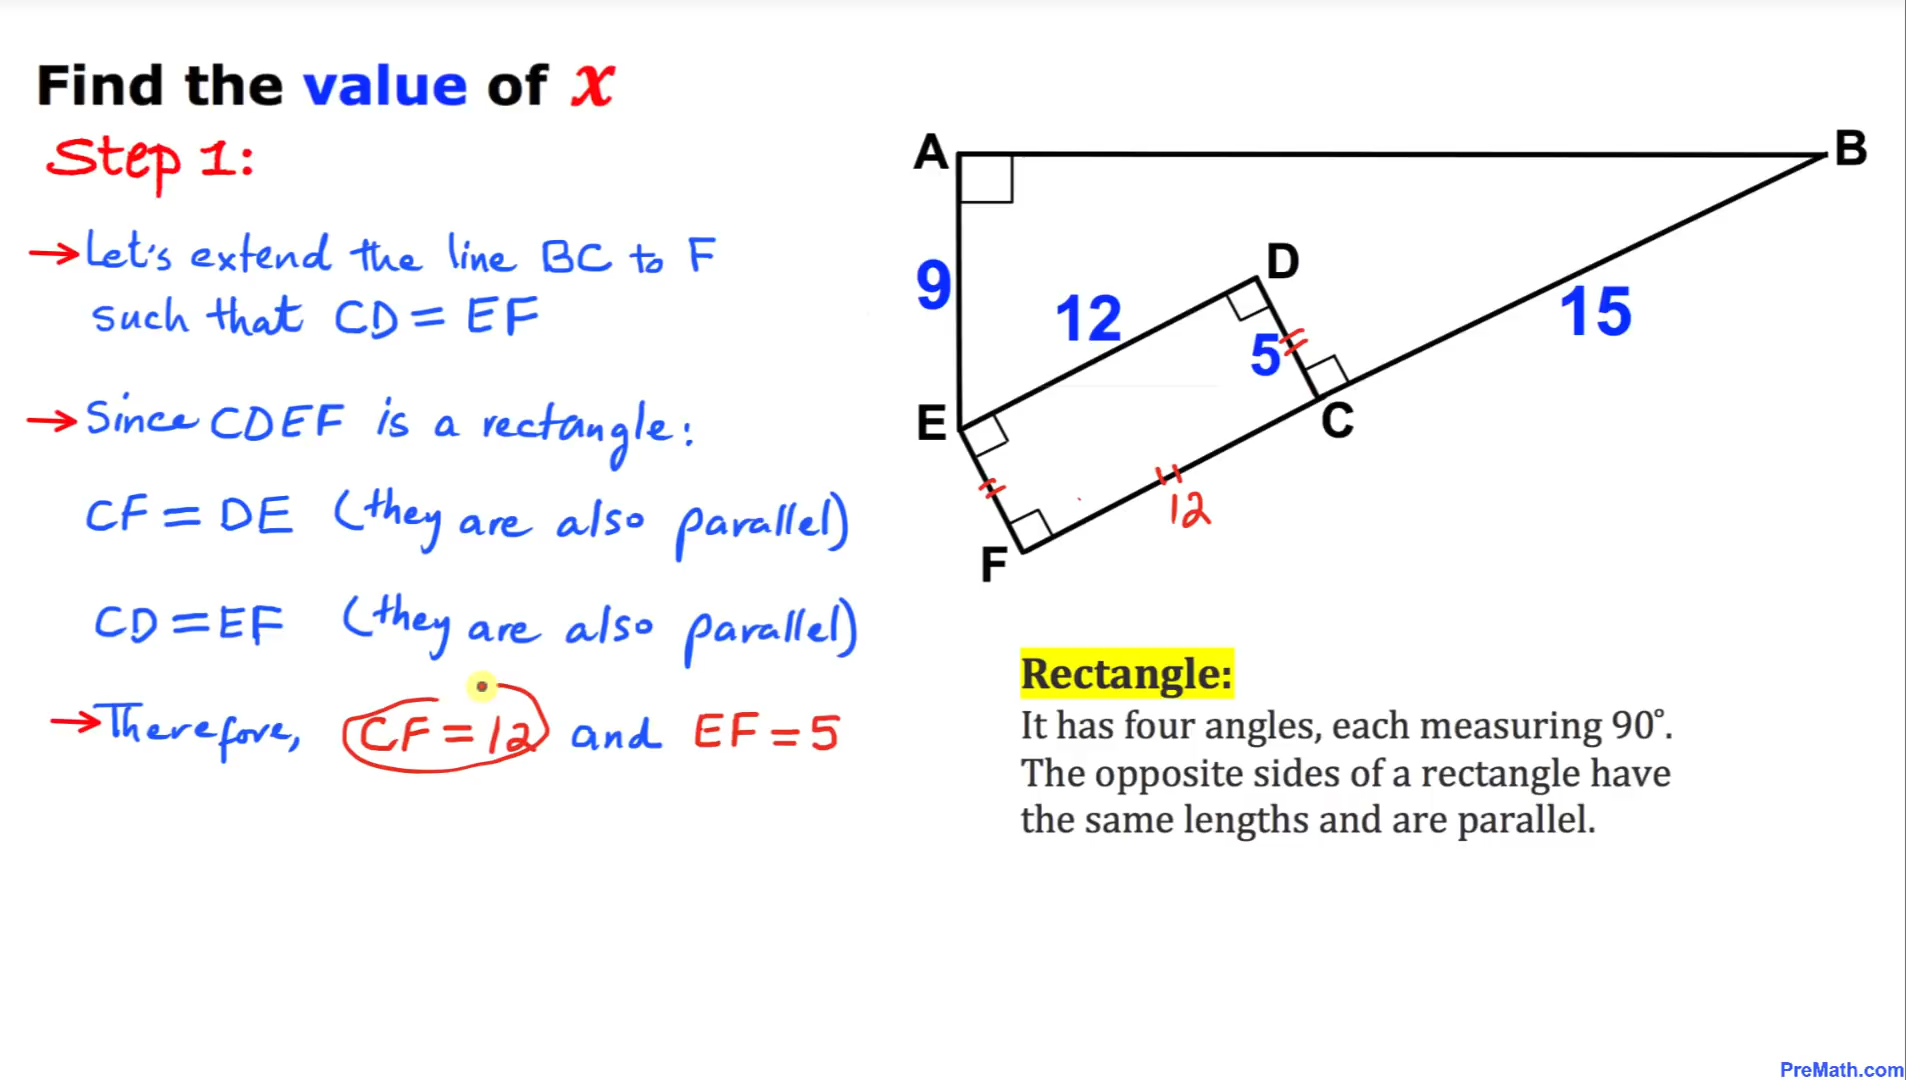 Find the value of x
Step 1:
→ Let's extend the line BC to F
such that CD = EF
→ Since CDEF is a rectangle:
CF = DE (they are also parallel)
CD = EF (they are also parallel)
→ Therefore, CF = 12 and EF = 5
A
B
9
12
D
5
15
E
C
12
F
Rectangle:
It has four angles, each measuring 90°.
The opposite sides of a rectangle have
the same lengths and are parallel.
PreMath.com